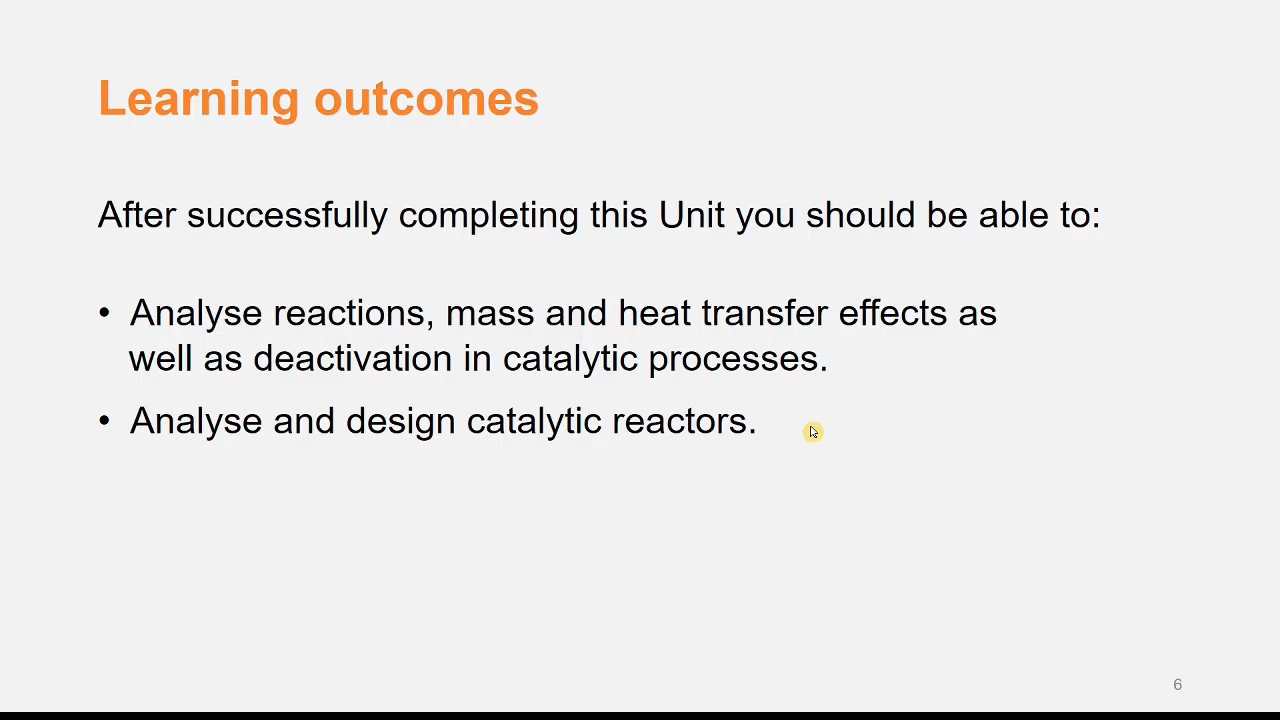 Learning outcomes
After successfully completing this Unit you should be able to:
• Analyse reactions, mass and heat transfer effects as
well as deactivation in catalytic processes.
• Analyse and design catalytic reactors.
6